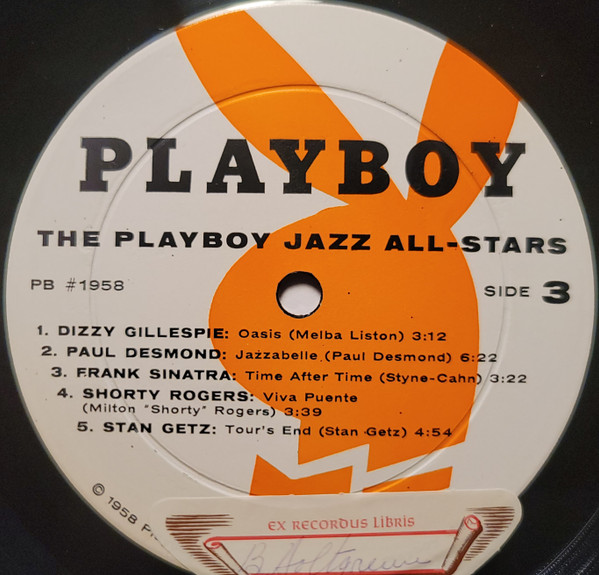 PLAYBOY
THE PLAYBOY JAZZ ALL-STARS
PB #1958
SIDE 3
1. DIZZY GILLESPIE: Oasis (Melba Liston) 3:12
2. PAUL DESMOND: Jazzabelle (Paul Desmond) 6:22
3. FRANK SINATRA: Time After Time (Styne-Cahn) 3:22
4. SHORTY ROGERS: Viva Puente
(Milton "Shorty" Rogers) 3:39
5. STAN GETZ: Tour's End (Stan Getz) 4:54
© 1958
EX RECORDUS LIBRIS
B